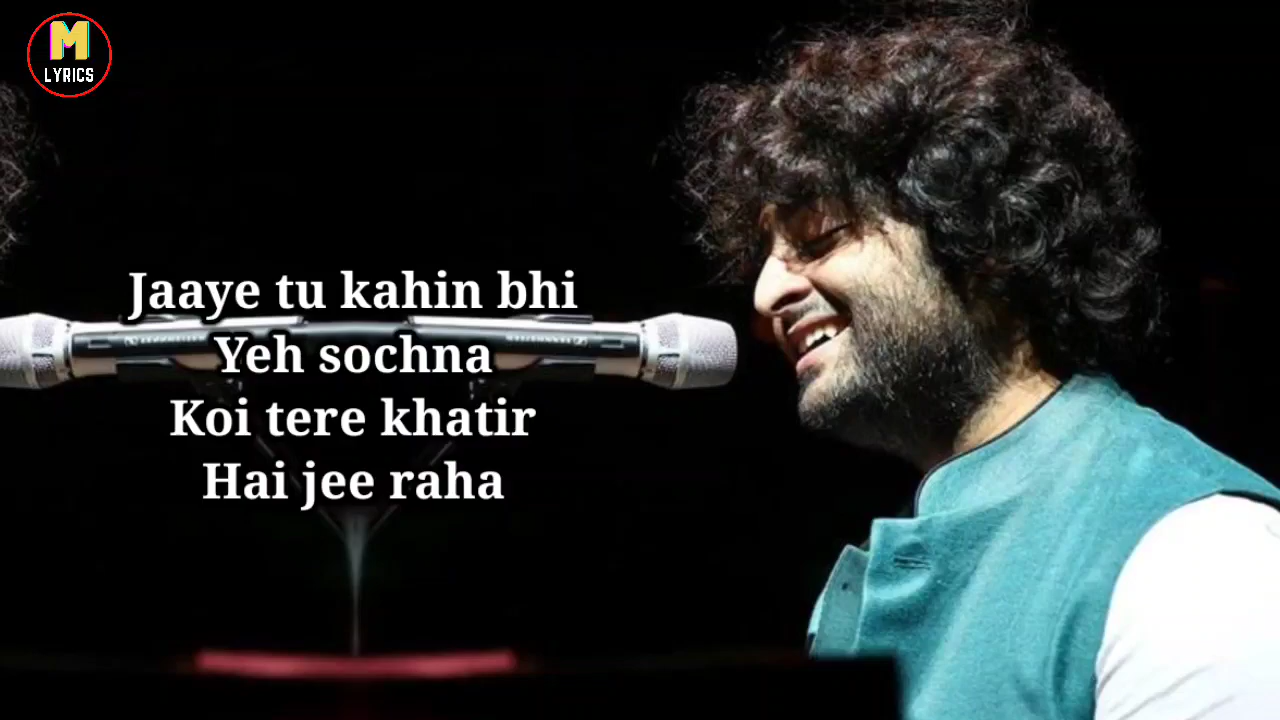 M
LYRICS
Jaaye tu kahin bhi
Yeh sochna
Koi tere khatir
Hai jee raha